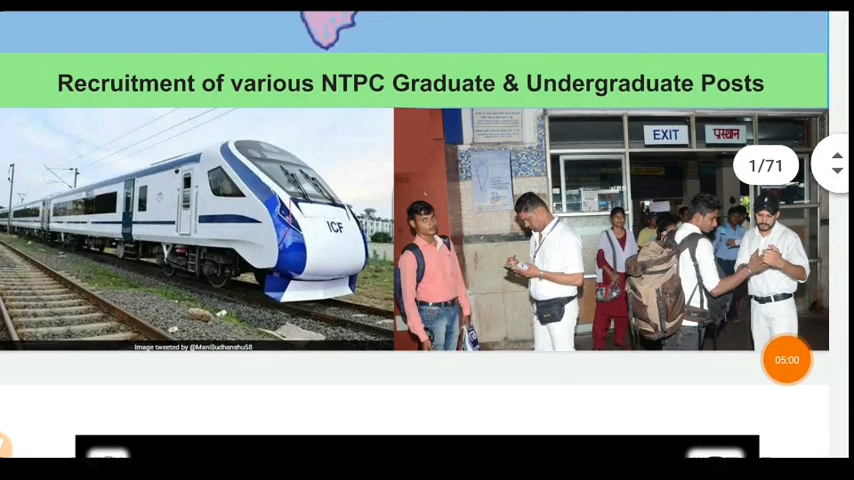 Recruitment of various NTPC Graduate & Undergraduate Posts
EXIT
प्रस्थान
1/71
ICF
Image tweeted by @ManiSudhanshu58
05:00